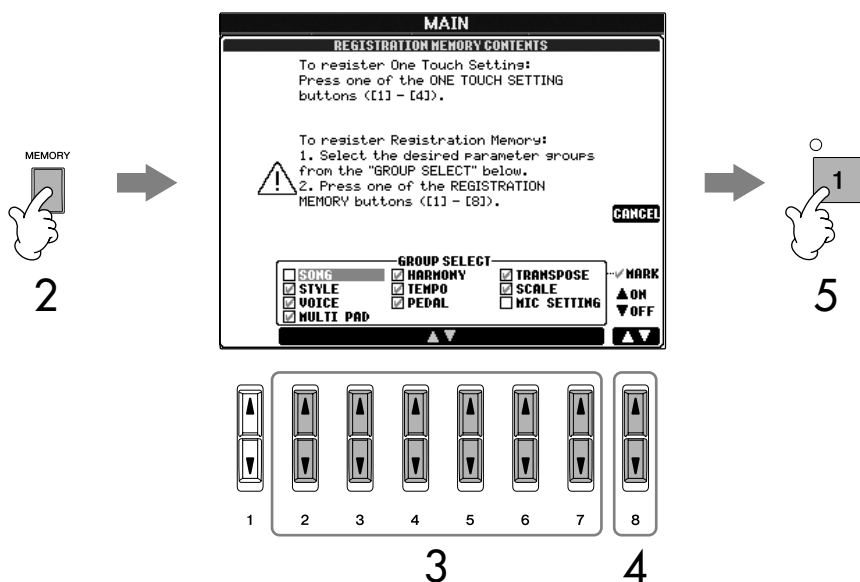 MAIN
REGISTRATION MEMORY CONTENTS
To register One Touch Setting:
Press one of the ONE TOUCH SETTING
buttons ([1] - [4]).
To register Registration Memory:
1. Select the desired parameter groups
from the "GROUP SELECT" below.
2. Press one of the REGISTRATION
MEMORY buttons ([1] - [8]).
CANCEL
GROUP SELECT
SONG HARMONY TRANSPOSE MARK
STYLE TEMPO SCALE ▲ON
VOICE PEDAL MIC SETTING ▼OFF
MULTI PAD
MEMORY
2
1
5
1 2 3 4 5 6 7 8
3 4